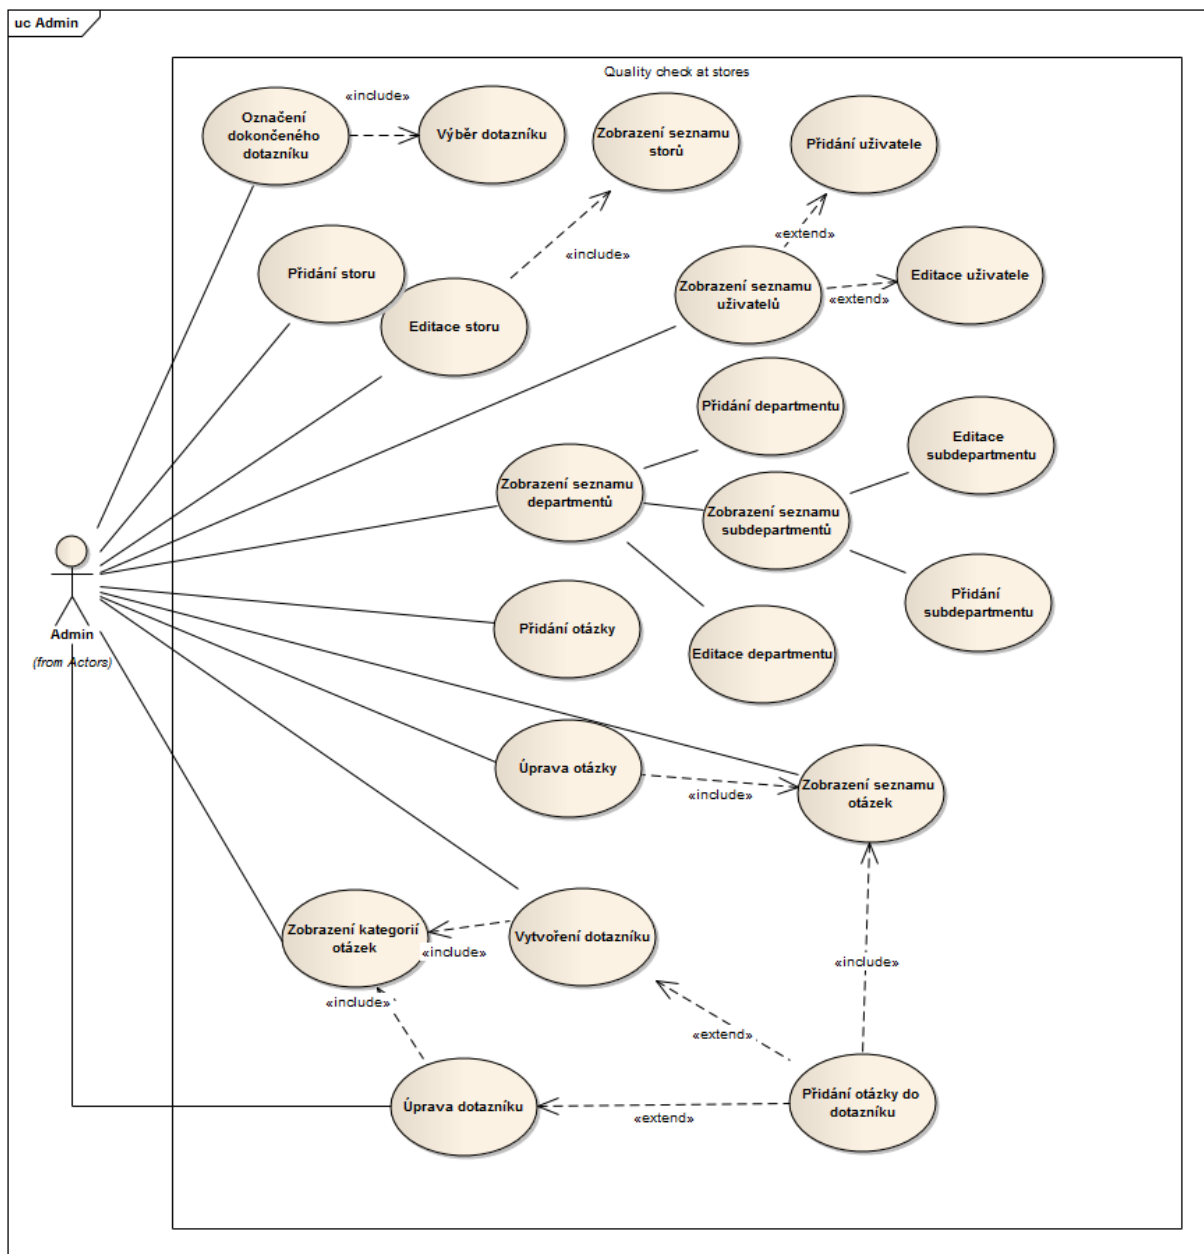 uc Admin
Quality check at stores
«include»
Označení
dokončeného
dotazníku
Výběr dotazníku
Zobrazení seznamu
storů
Přidání uživatele
«extend»
«include»
Přidání storu
Editace storu
Zobrazení seznamu
uživatelů
«extend»
Editace uživatele
Přidání departmentu
Editace
subdepartmentu
Zobrazení seznamu
departmentů
Zobrazení seznamu
subdepartmentů
Přidání
subdepartmentu
Admin
(from Actors)
Přidání otázky
Editace departmentu
Úprava otázky
«include»
Zobrazení seznamu
otázek
Zobrazení kategorií
otázek
«include»
Vytvoření dotazníku
«include»
«include»
«extend»
Úprava dotazníku
«extend»
Přidání otázky do
dotazníku